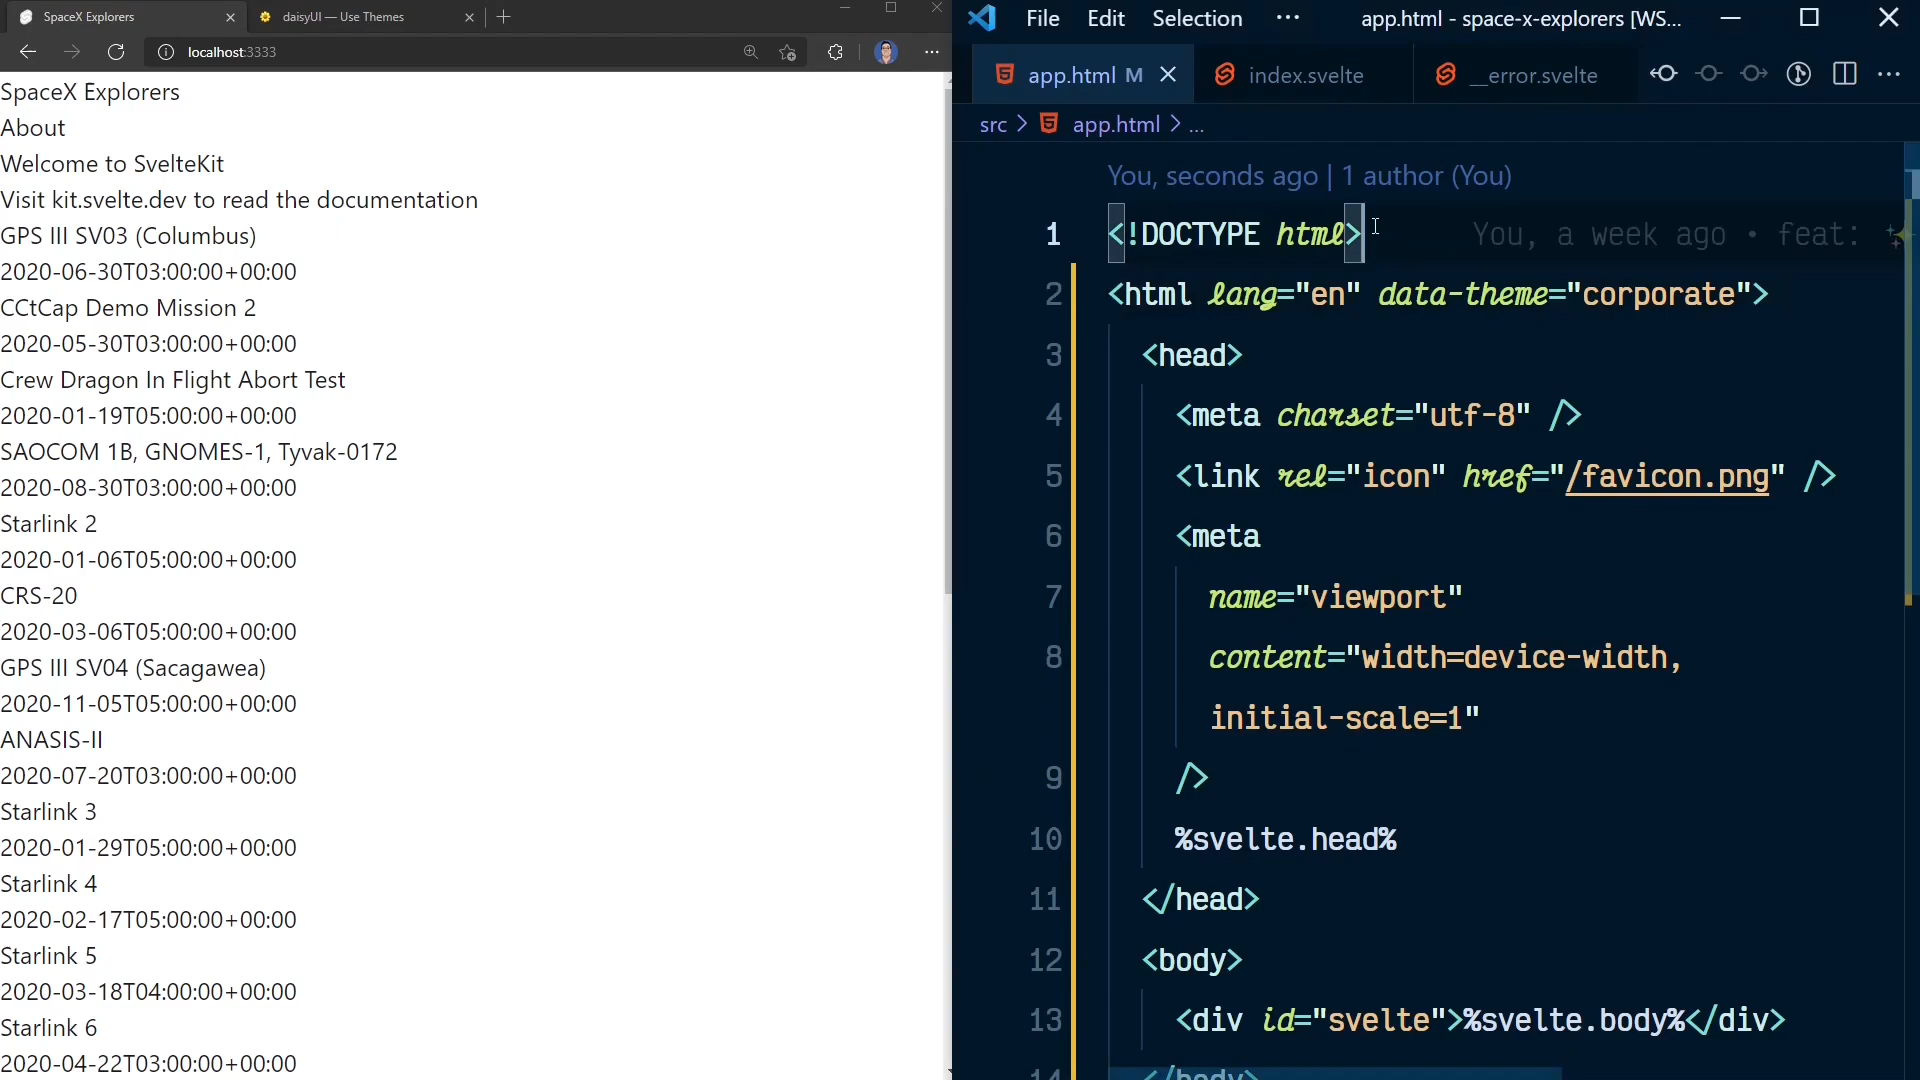 SpaceX Explorers
daisyUI — Use Themes
localhost:3333
SpaceX Explorers
About
Welcome to SvelteKit
Visit kit.svelte.dev to read the documentation
GPS III SV03 (Columbus)
2020-06-30T03:00:00+00:00
CCtCap Demo Mission 2
2020-05-30T03:00:00+00:00
Crew Dragon In Flight Abort Test
2020-01-19T05:00:00+00:00
SAOCOM 1B, GNOMES-1, Tyvak-0172
2020-08-30T03:00:00+00:00
Starlink 2
2020-01-06T05:00:00+00:00
CRS-20
2020-03-06T05:00:00+00:00
GPS III SV04 (Sacagawea)
2020-11-05T05:00:00+00:00
ANASIS-II
2020-07-20T03:00:00+00:00
Starlink 3
2020-01-29T05:00:00+00:00
Starlink 4
2020-02-17T05:00:00+00:00
Starlink 5
2020-03-18T04:00:00+00:00
Starlink 6
2020-04-22T03:00:00+00:00
File Edit Selection ··· app.html - space-x-explorers [WS...
app.html M index.svelte __error.svelte
src > app.html > ...
You, seconds ago | 1 author (You)
1 <!DOCTYPE html> You, a week ago • feat: ✨
2 <html lang="en" data-theme="corporate">
3 <head>
4 <meta charset="utf-8" />
5 <link rel="icon" href="/favicon.png" />
6 <meta
7 name="viewport"
8 content="width=device-width,
initial-scale=1"
9 />
10 %svelte.head%
11 </head>
12 <body>
13 <div id="svelte">%svelte.body%</div>
14 </body>